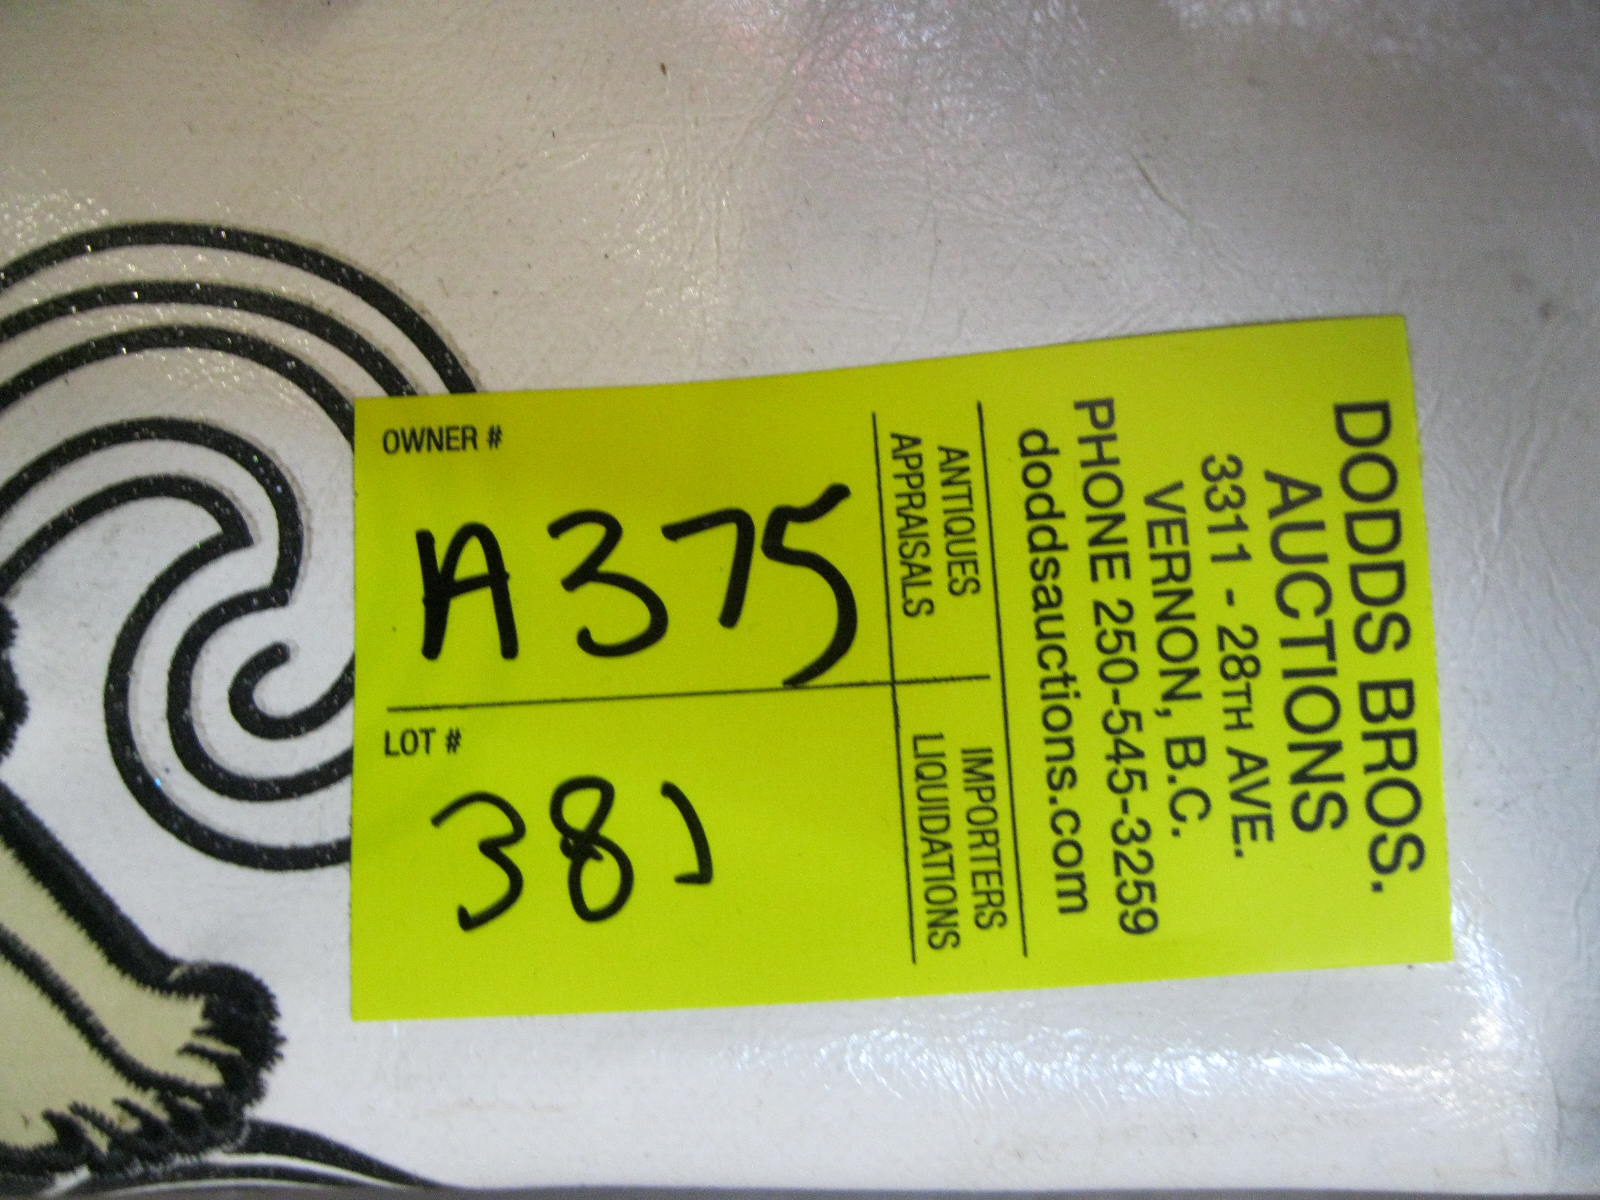 DODDS BROS.
AUCTIONS
3311 - 28TH AVE.
VERNON, B.C.
PHONE 250-545-3259
doddsauctions.com
ANTIQUES
APPRAISALS
IMPORTERS
LIQUIDATIONS
OWNER #
A375
LOT #
381